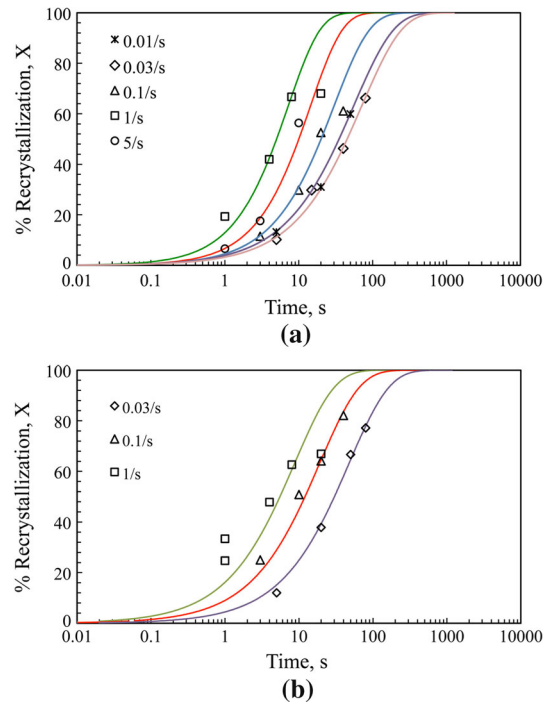 100
80
60
40
20
0
% Recrystallization, X
0.01/s
0.03/s
0.1/s
1/s
5/s
0.01 0.1 1 10 100 1000 10000
Time, s
(a)
100
80
60
40
20
0
% Recrystallization, X
0.03/s
0.1/s
1/s
0.01 0.1 1 10 100 1000 10000
Time, s
(b)